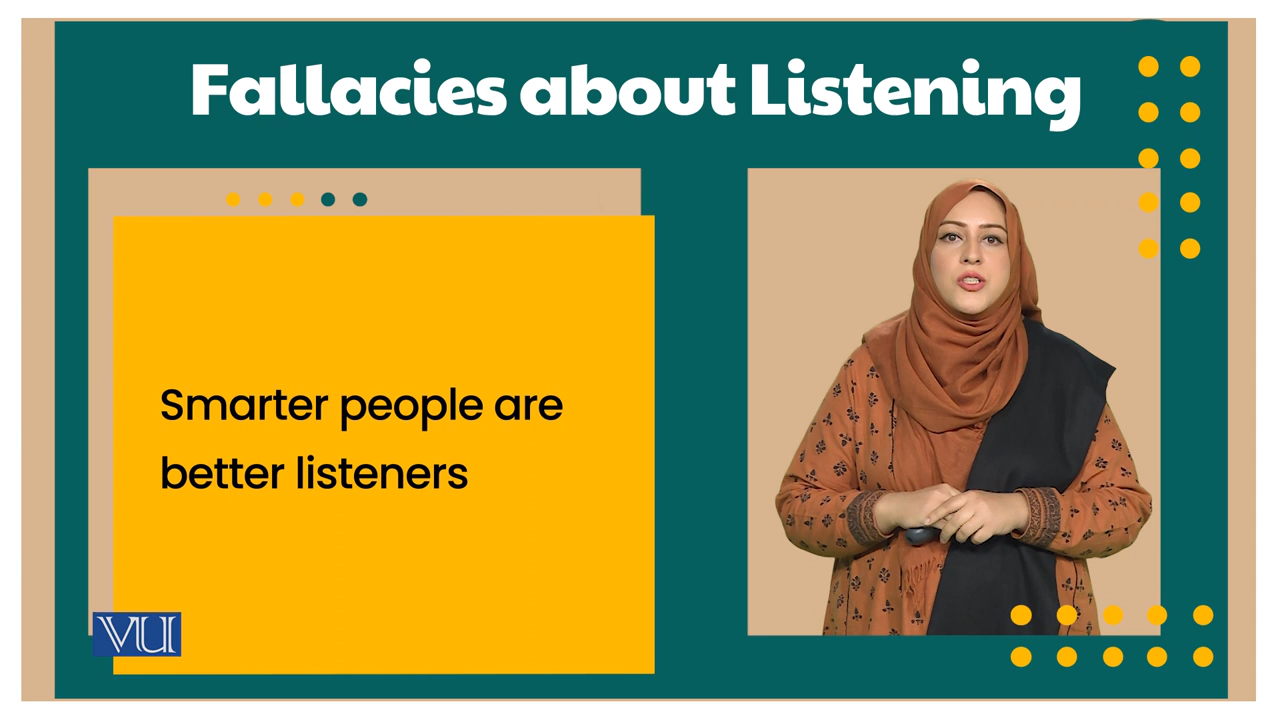 Fallacies about Listening
Smarter people are
better listeners
VU